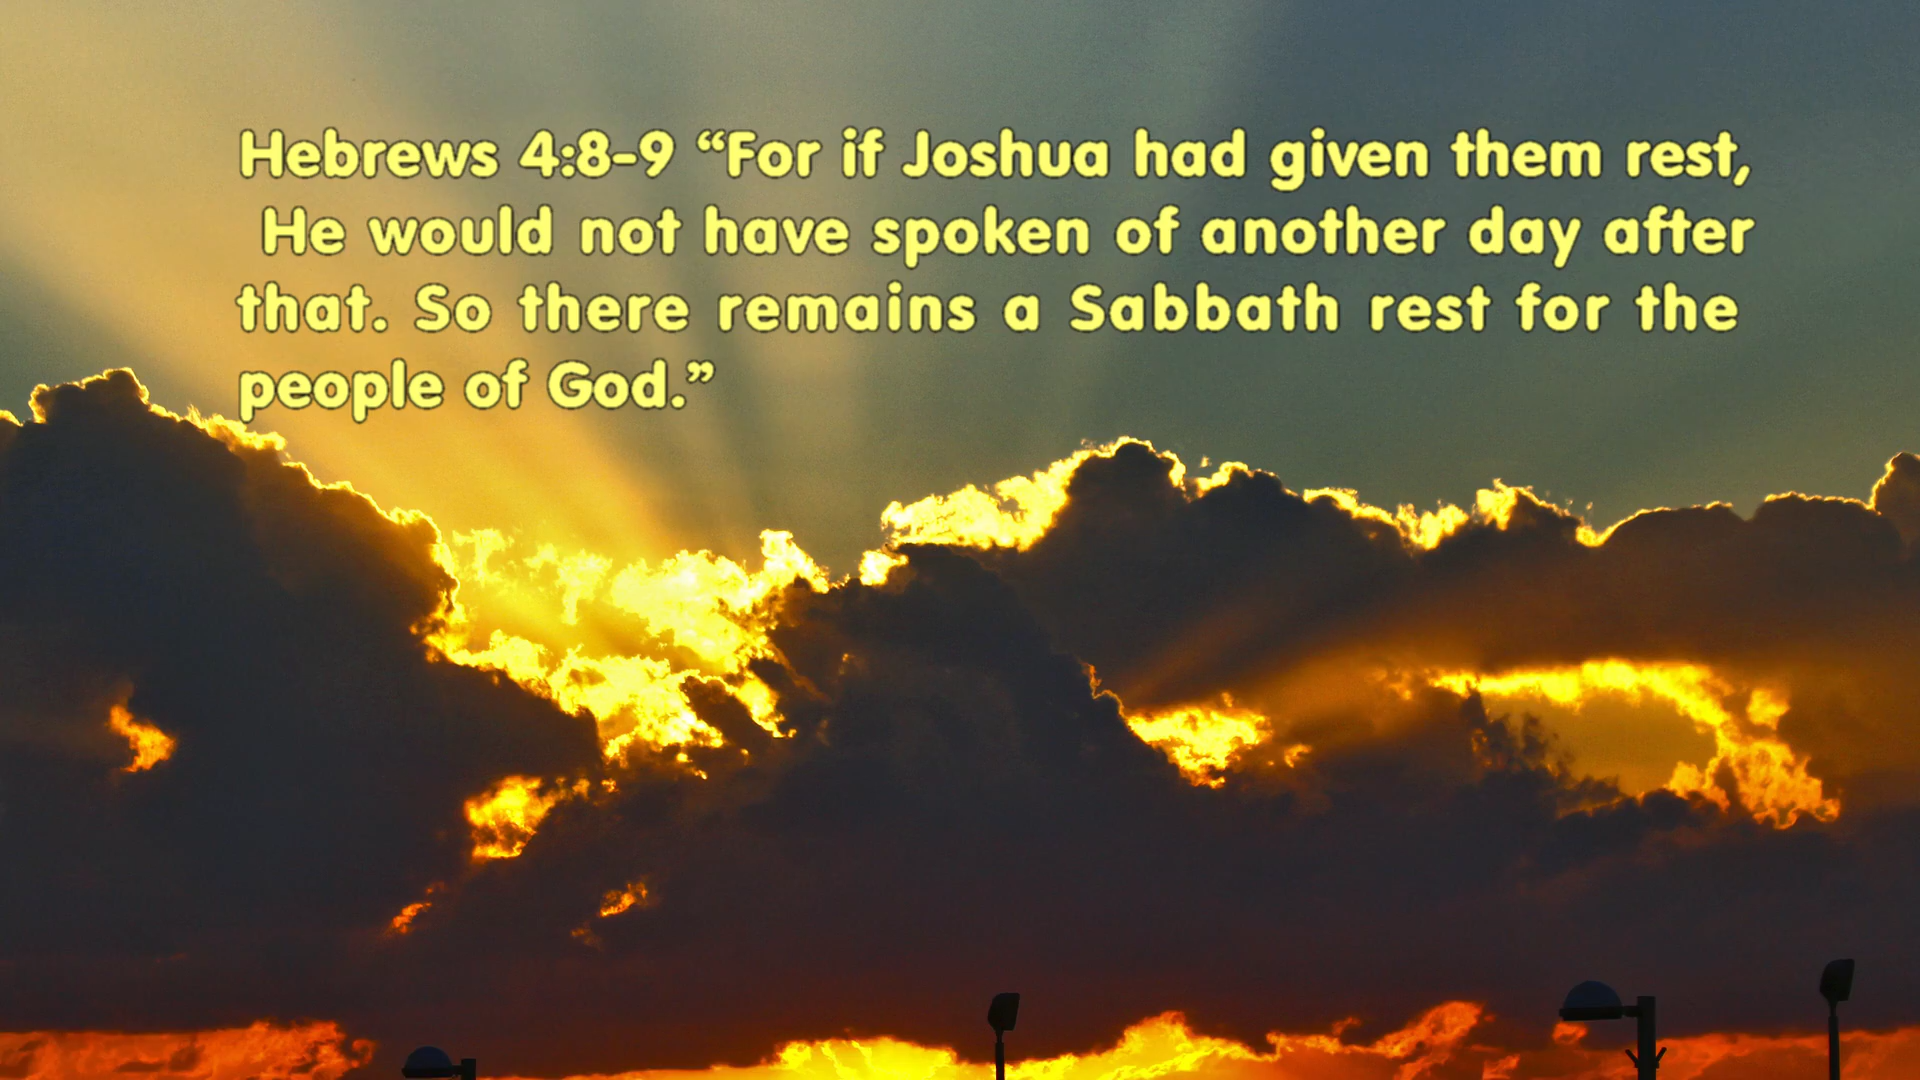 Hebrews 4:8-9 “For if Joshua had given them rest,
He would not have spoken of another day after
that. So there remains a Sabbath rest for the
people of God.”